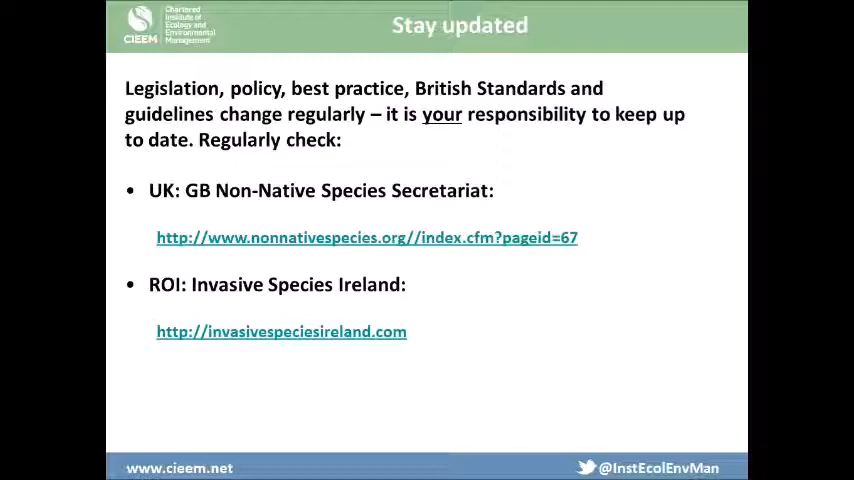 CIEEM
Chartered
Institute of
Ecology and
Environmental
Management
Stay updated
Legislation, policy, best practice, British Standards and
guidelines change regularly – it is your responsibility to keep up
to date. Regularly check:
• UK: GB Non-Native Species Secretariat:
http://www.nonnativespecies.org//index.cfm?pageid=67
• ROI: Invasive Species Ireland:
http://invasivespeciesireland.com
www.cieem.net
@InstEcolEnvMan